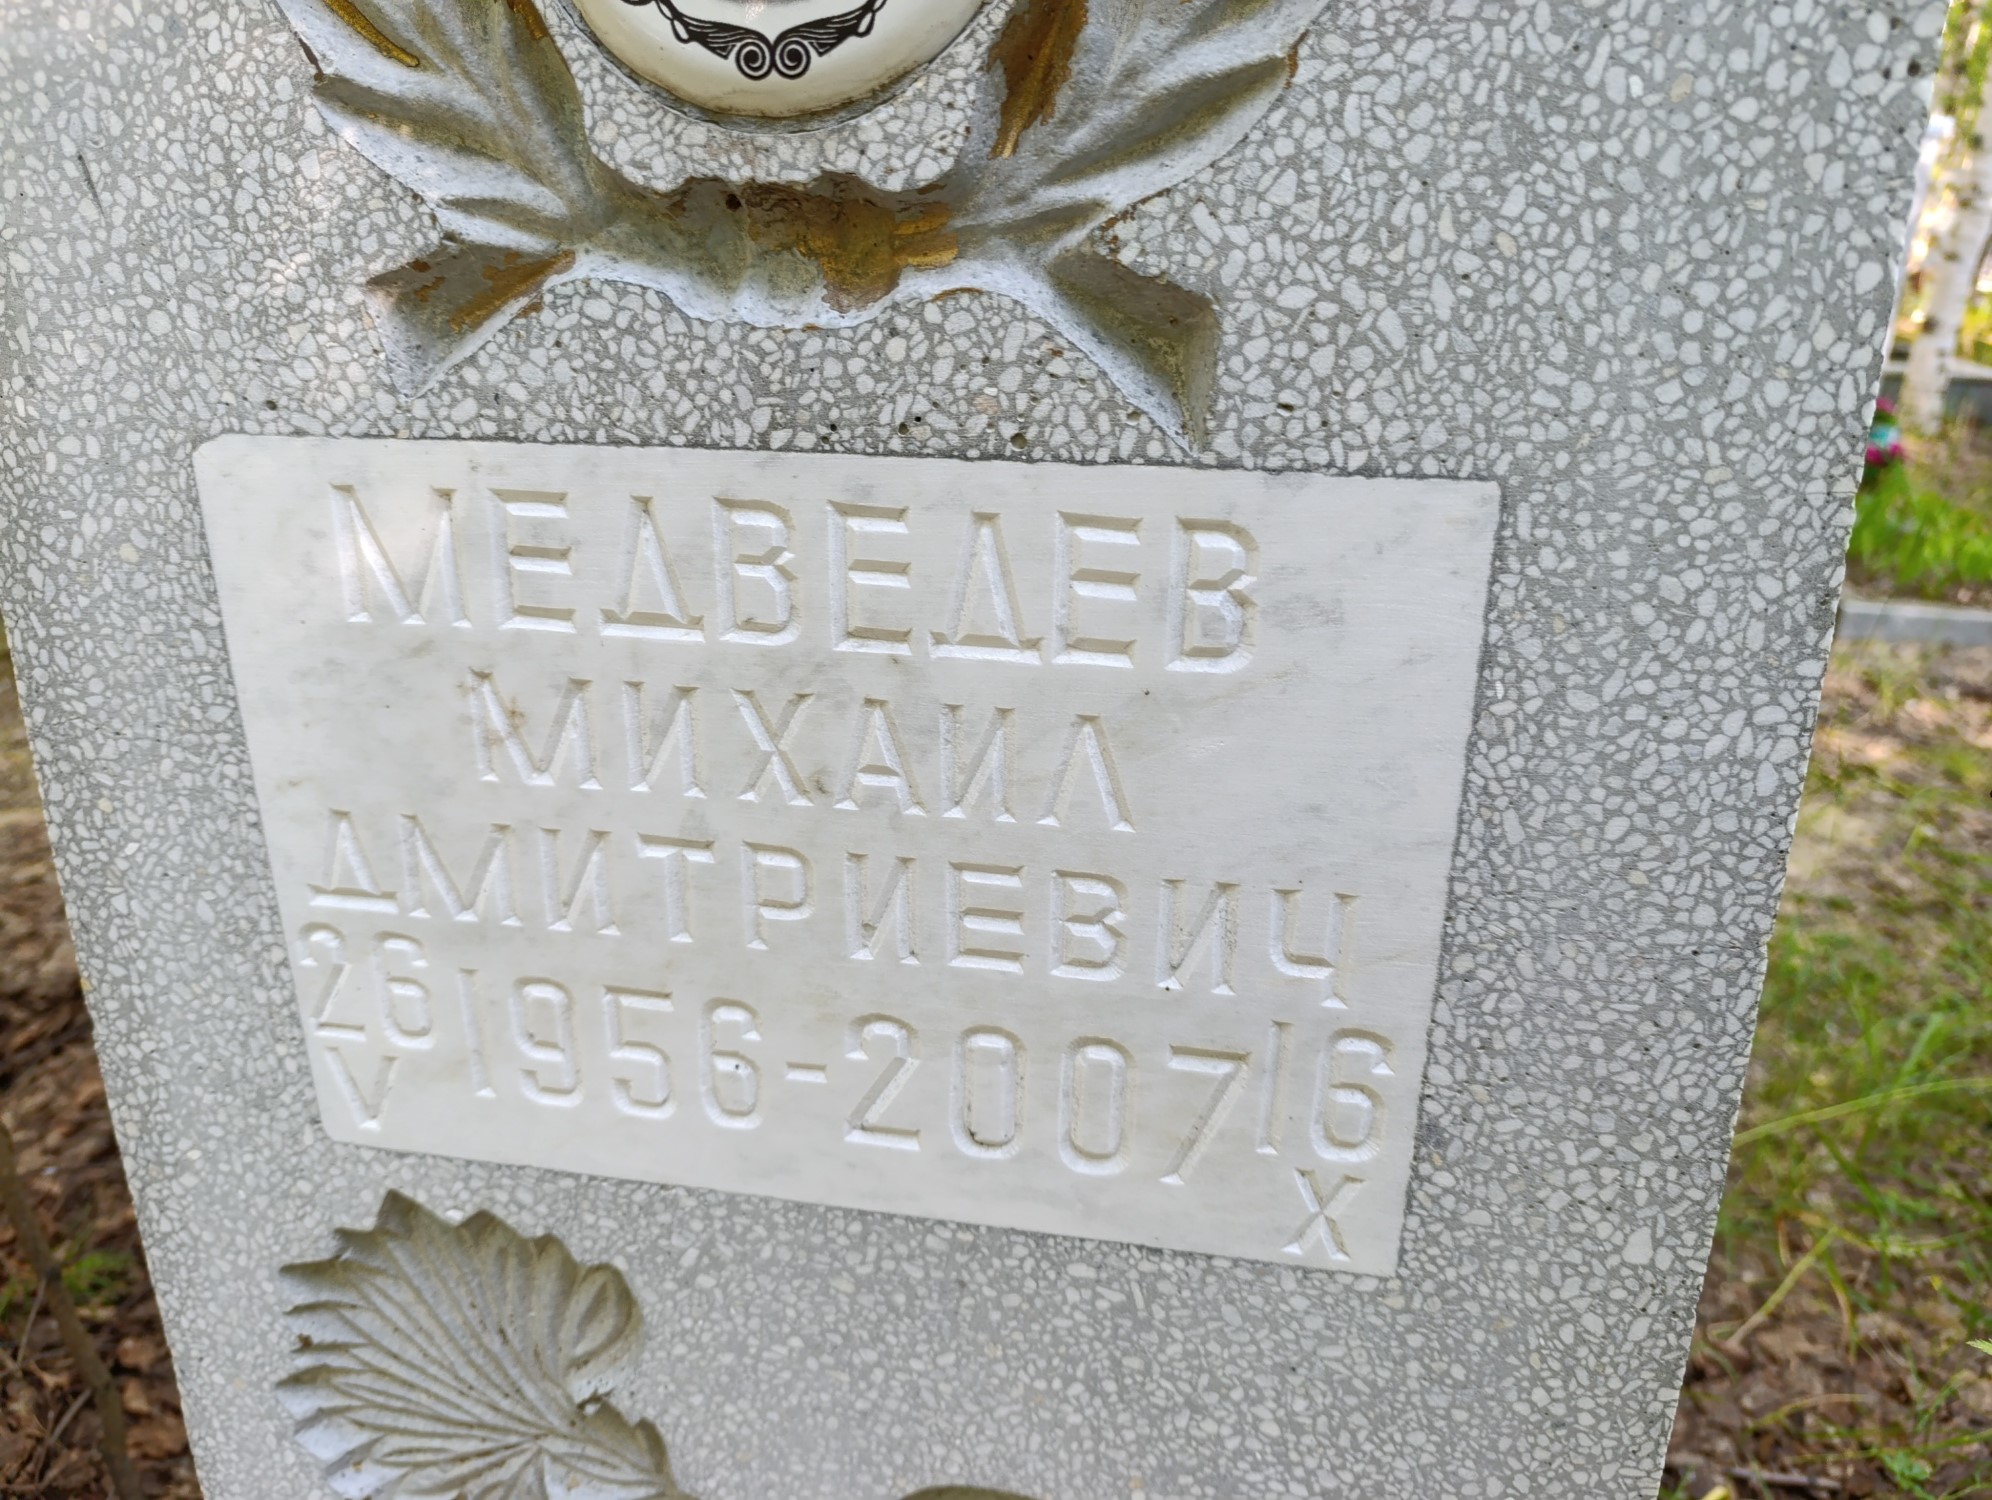 МЕДВЕДЕВ
МИХАИЛ
ДМИТРИЕВИЧ
26 1956-2007 16
V X